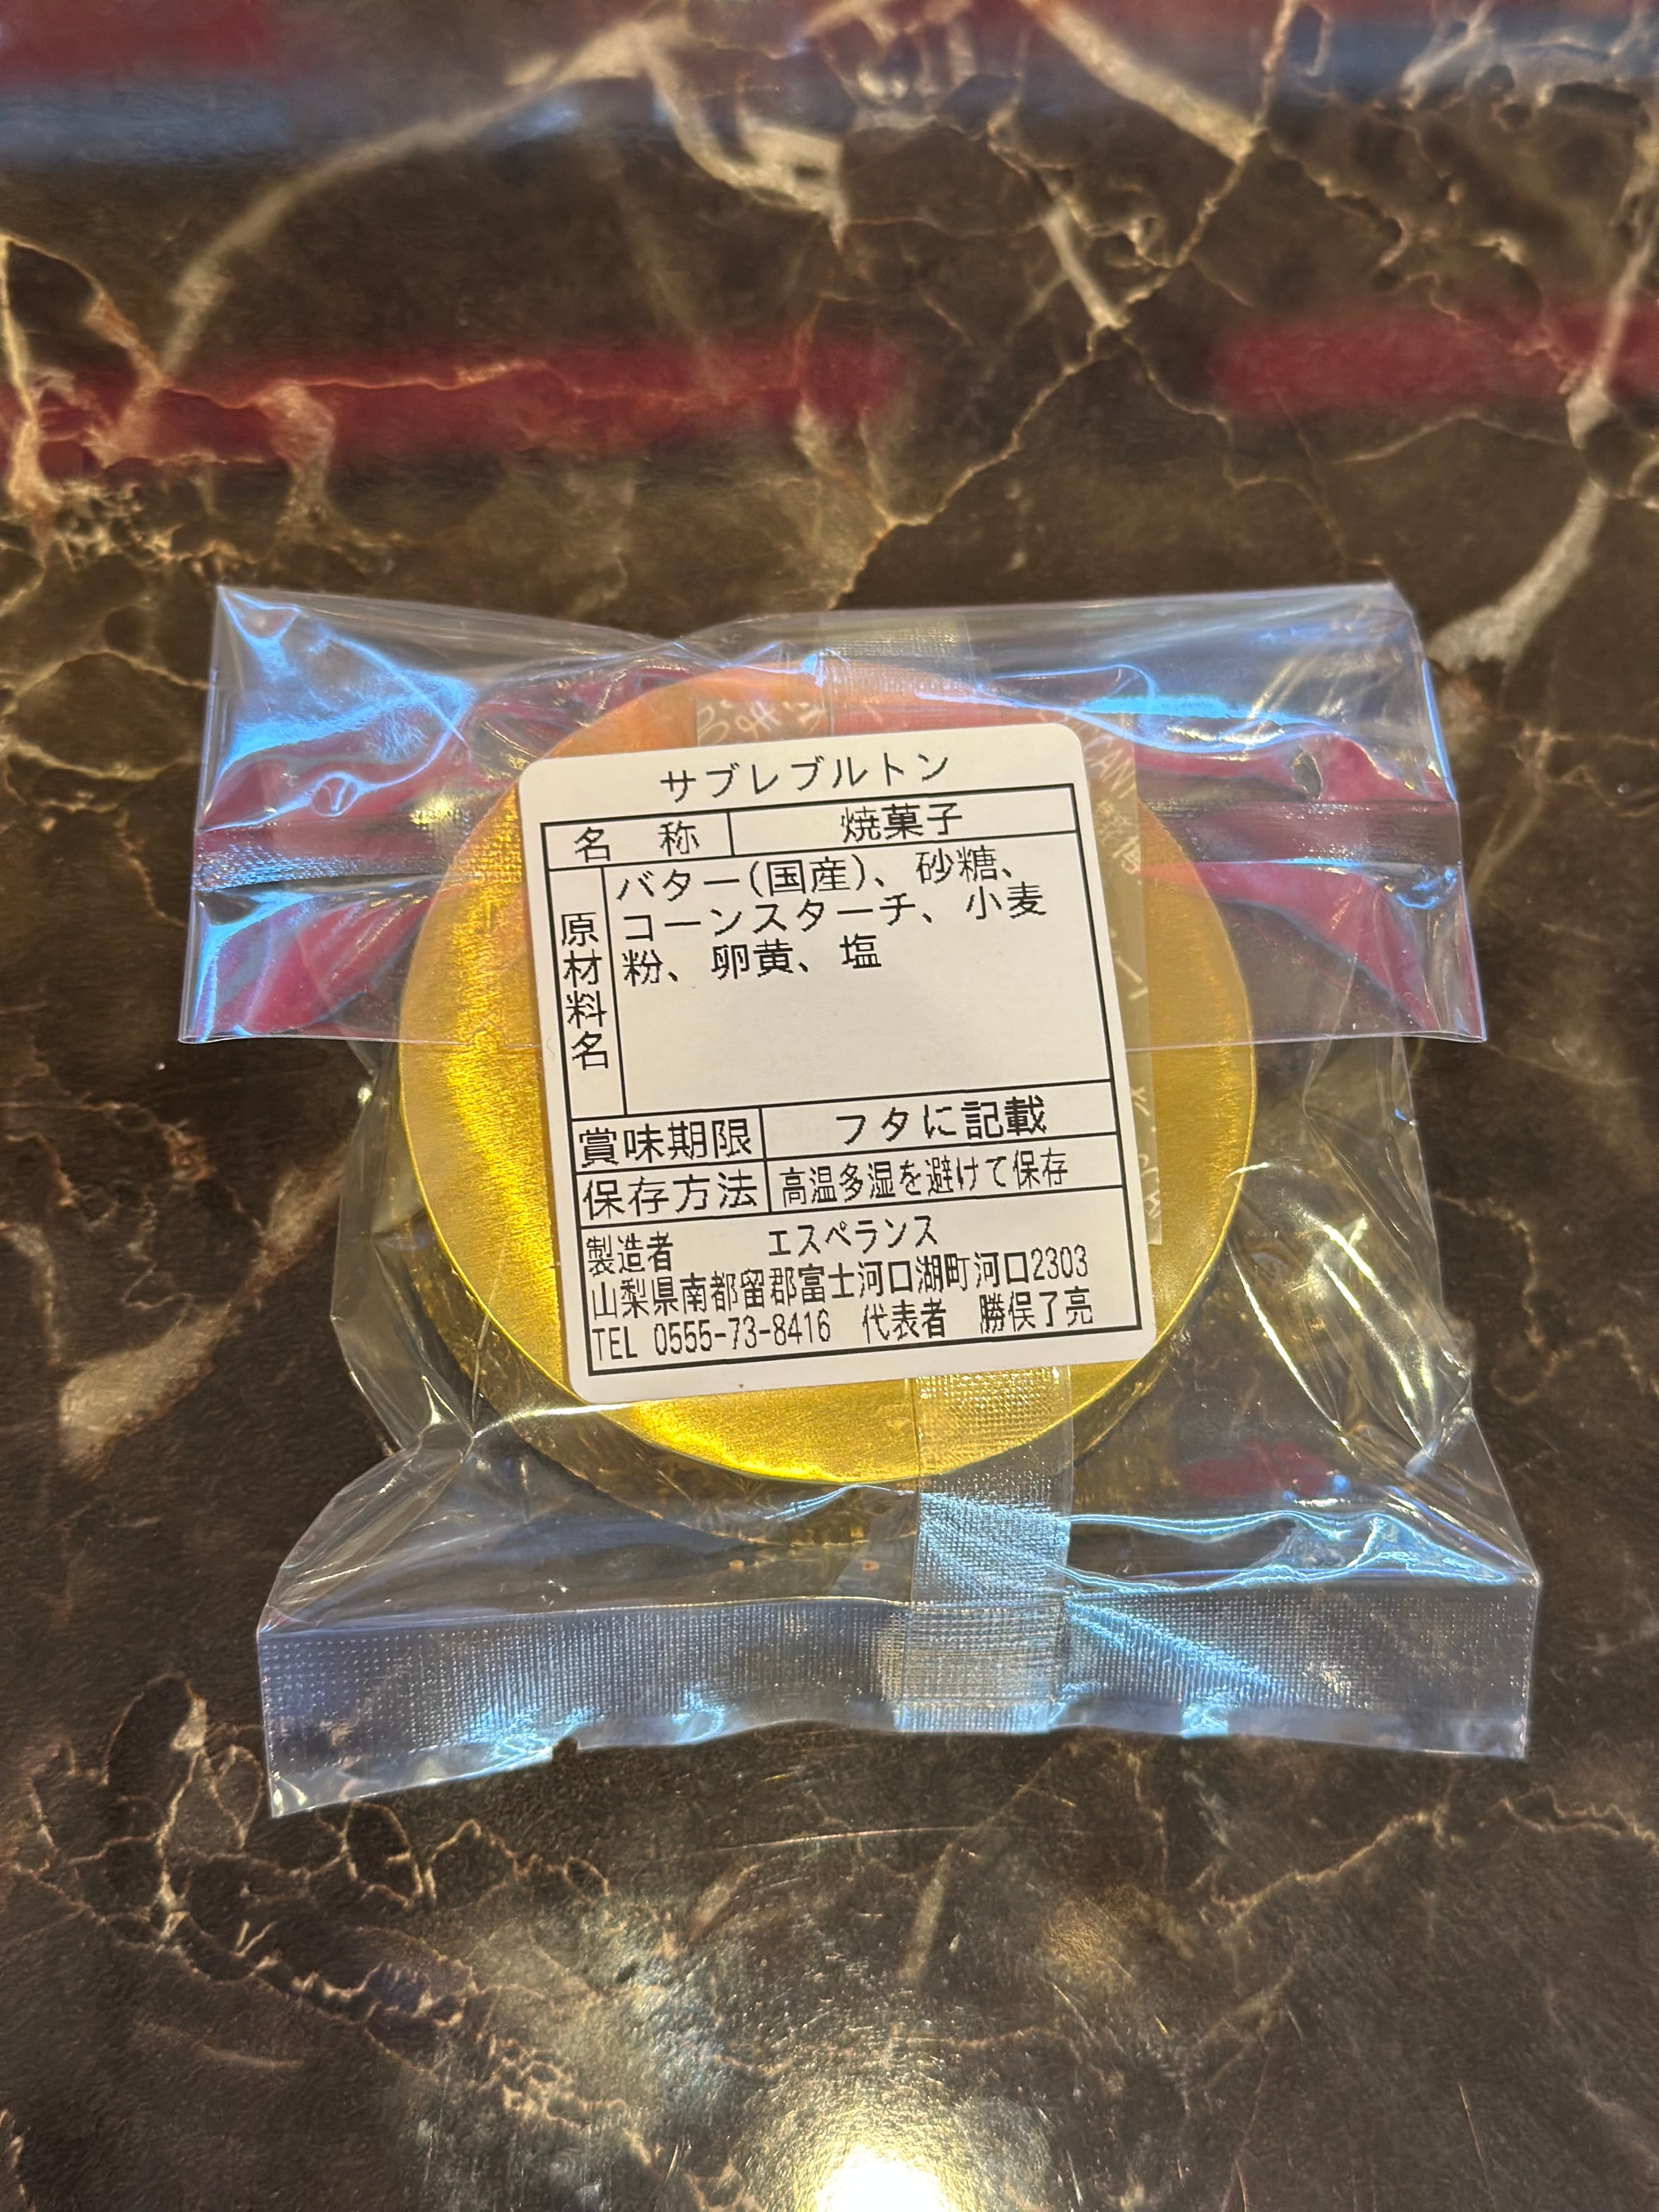 サブレブルトン
名 称 焼菓子
原材料名 バター(国産)、砂糖、
コーンスターチ、小麦
粉、卵黄、塩
賞味期限 フタに記載
保存方法 高温多湿を避けて保存
製造者 エスペランス
山梨県南都留郡富士河口湖町河口2303
TEL 0555-73-8416 代表者 勝俣了亮